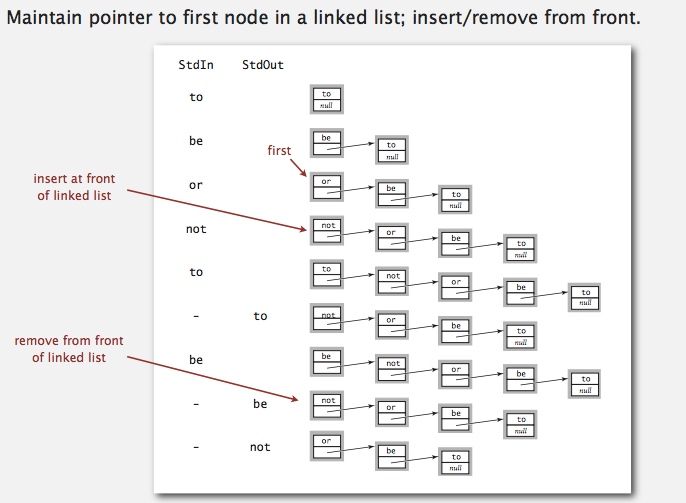 Maintain pointer to first node in a linked list; insert/remove from front.
StdIn StdOut
to to
null
be be to
null
first
or or be to
null
insert at front
of linked list
not not or be to
null
to to not or be to
null
- to not or be to
null
remove from front
of linked list
be be not or be to
null
- be not or be to
null
- not or be to
null